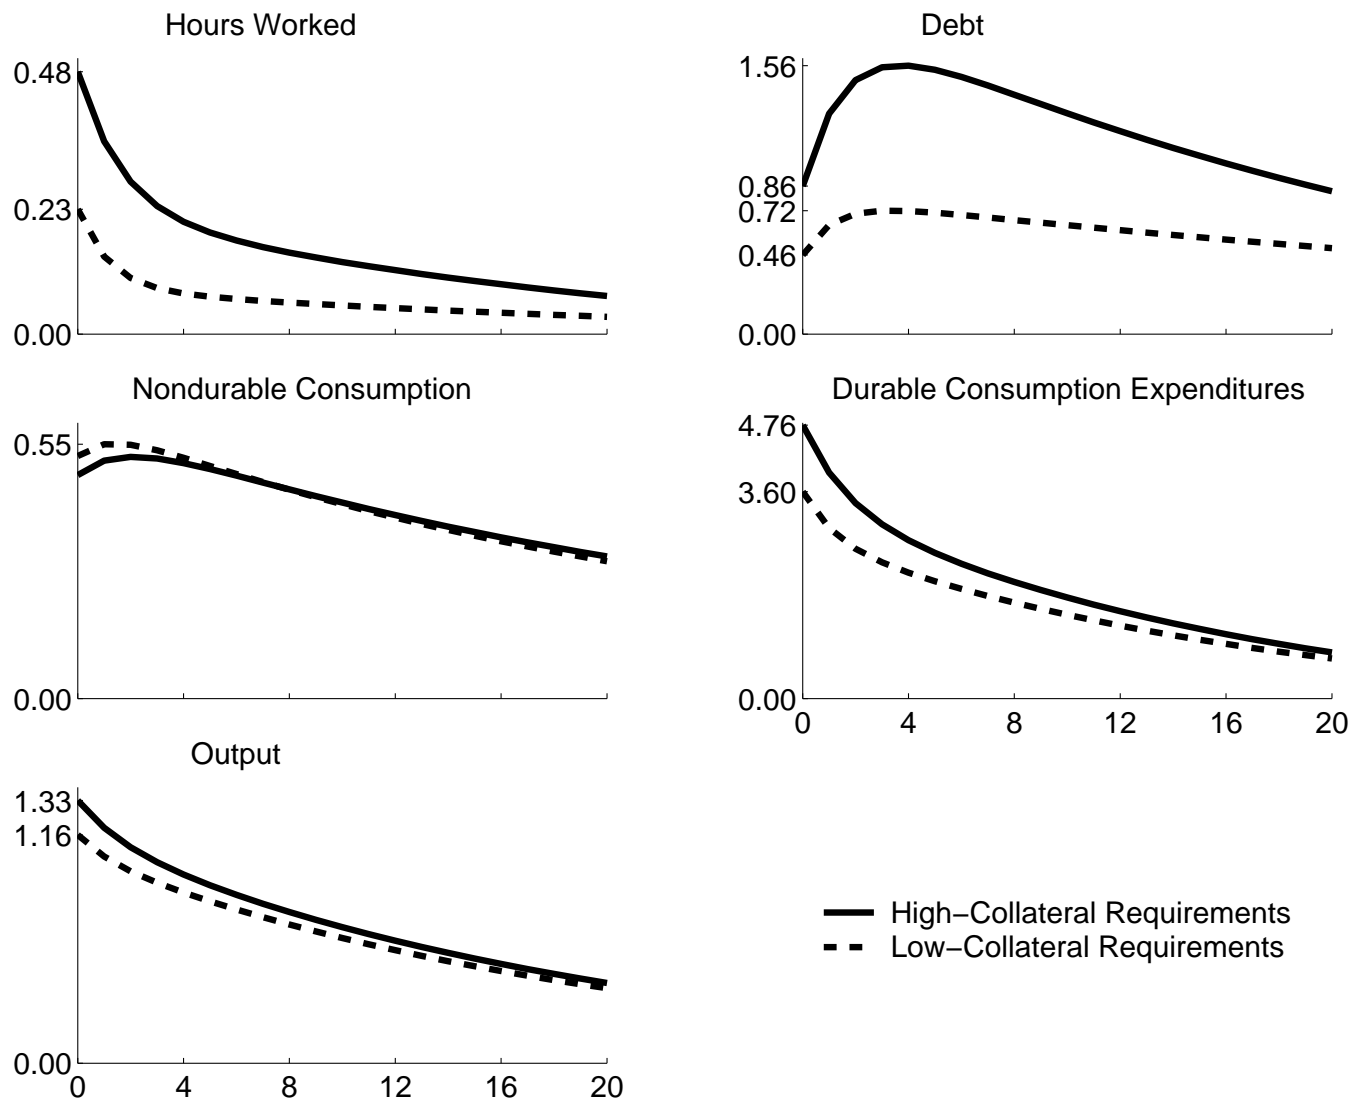 Hours Worked
0.48
0.23
0.00
Debt
1.56
0.86
0.72
0.46
0.00
Nondurable Consumption
0.55
0.00
Durable Consumption Expenditures
4.76
3.60
0.00
0 4 8 12 16 20
Output
1.33
1.16
0.00
0 4 8 12 16 20
High−Collateral Requirements
Low−Collateral Requirements